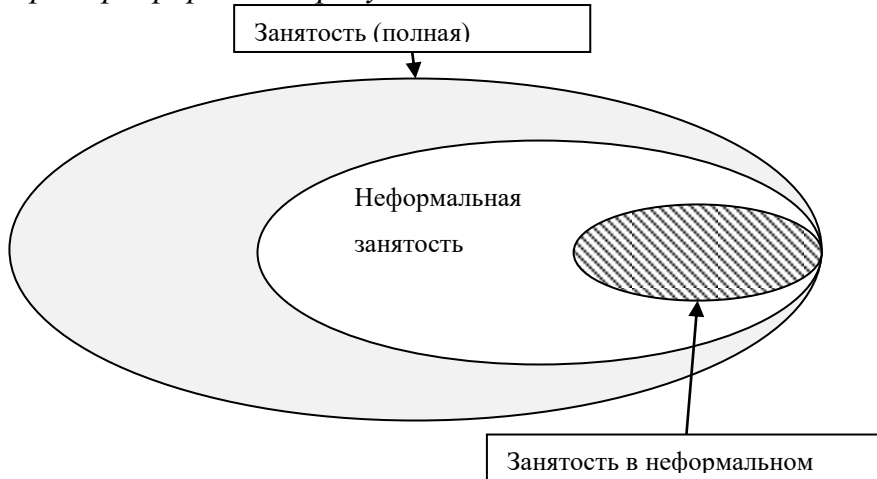 Занятость (полная)
Неформальная
занятость
Занятость в неформальном